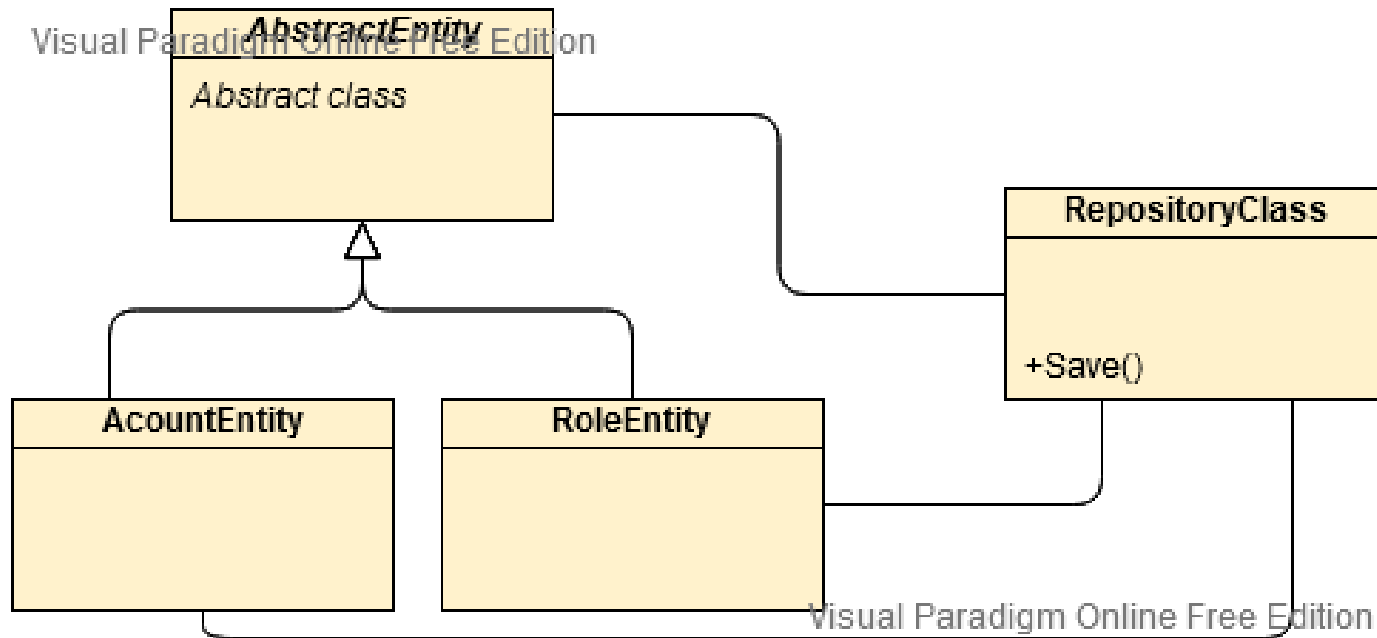 Visual Paradigm Online Free Edition
AbstractEntity
Abstract class
RepositoryClass
+Save()
AcountEntity
RoleEntity
Visual Paradigm Online Free Edition